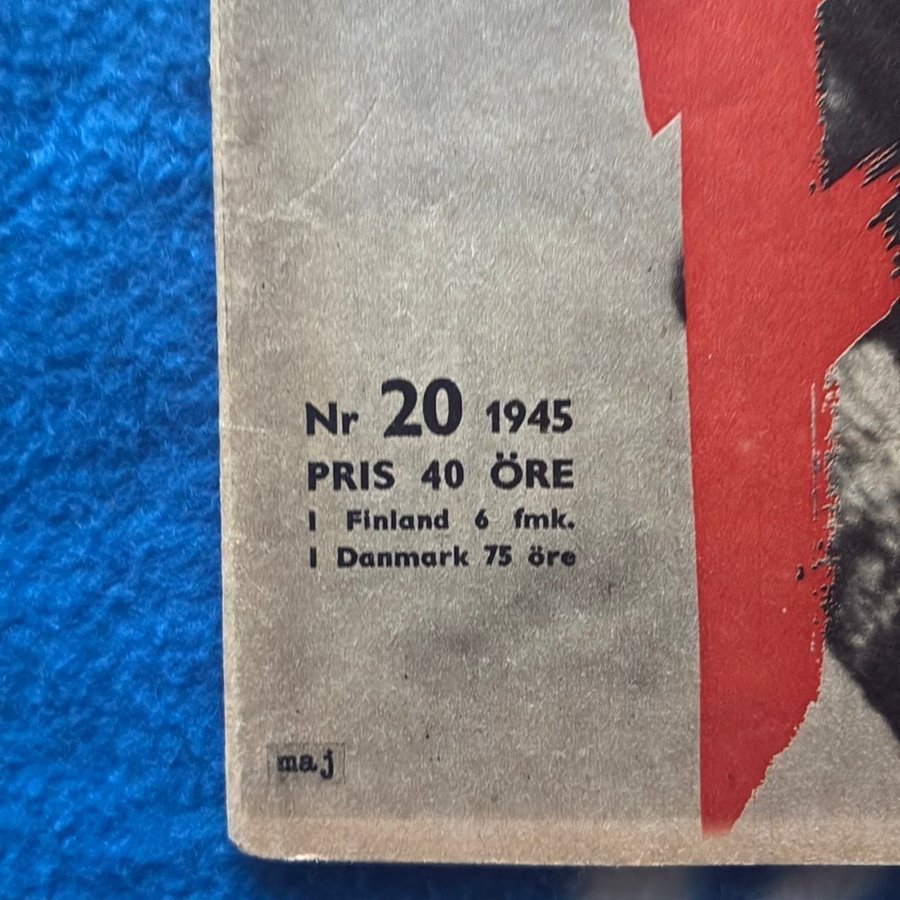 Nr 20 1945
PRIS 40 ÖRE
I Finland 6 fmk.
I Danmark 75 öre
maj